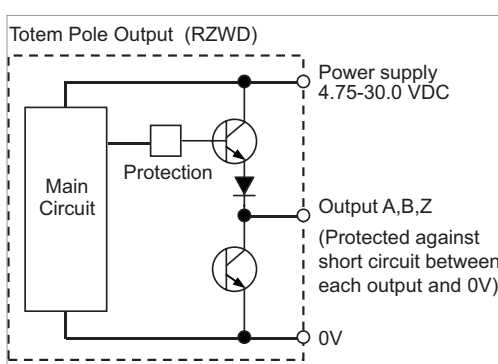 Totem Pole Output (RZWD)
Power supply
4.75-30.0 VDC
Protection
Main
Circuit
Output A,B,Z
(Protected against
short circuit between
each output and 0V)
0V